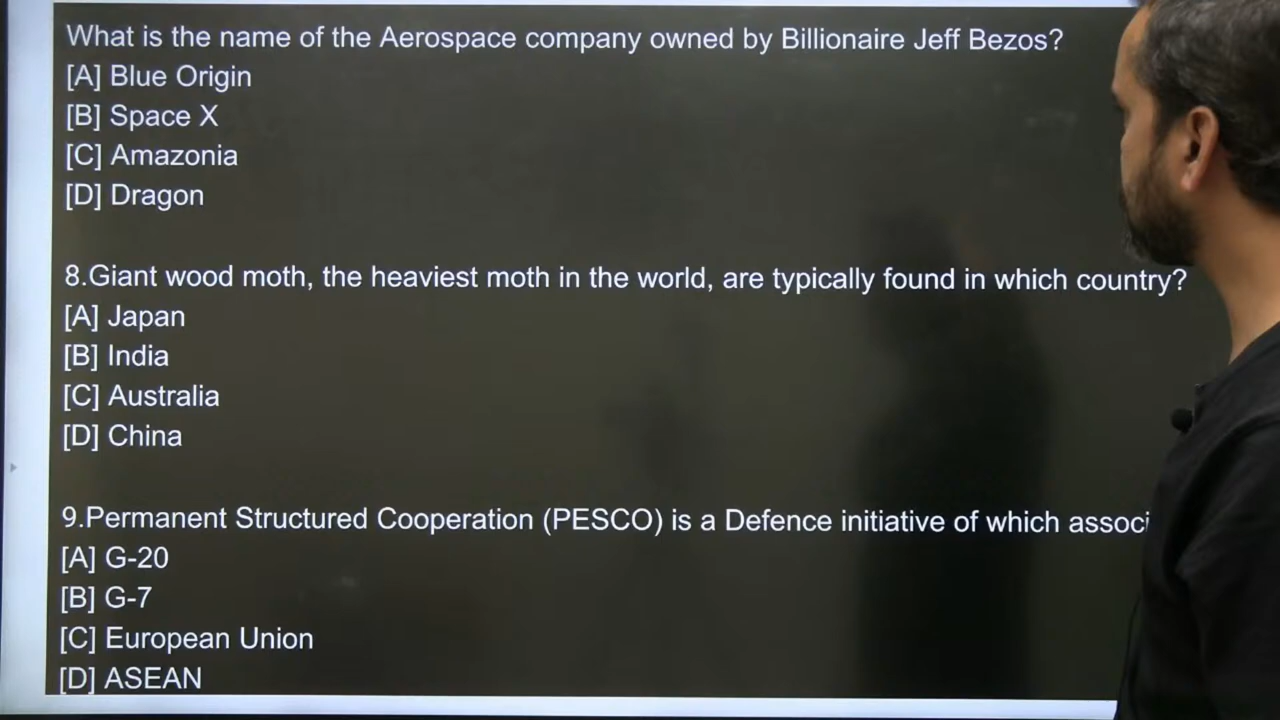 What is the name of the Aerospace company owned by Billionaire Jeff Bezos?
[A] Blue Origin
[B] Space X
[C] Amazonia
[D] Dragon
8.Giant wood moth, the heaviest moth in the world, are typically found in which country?
[A] Japan
[B] India
[C] Australia
[D] China
9.Permanent Structured Cooperation (PESCO) is a Defence initiative of which
[A] G-20
[B] G-7
[C] European Union
[D] ASEAN